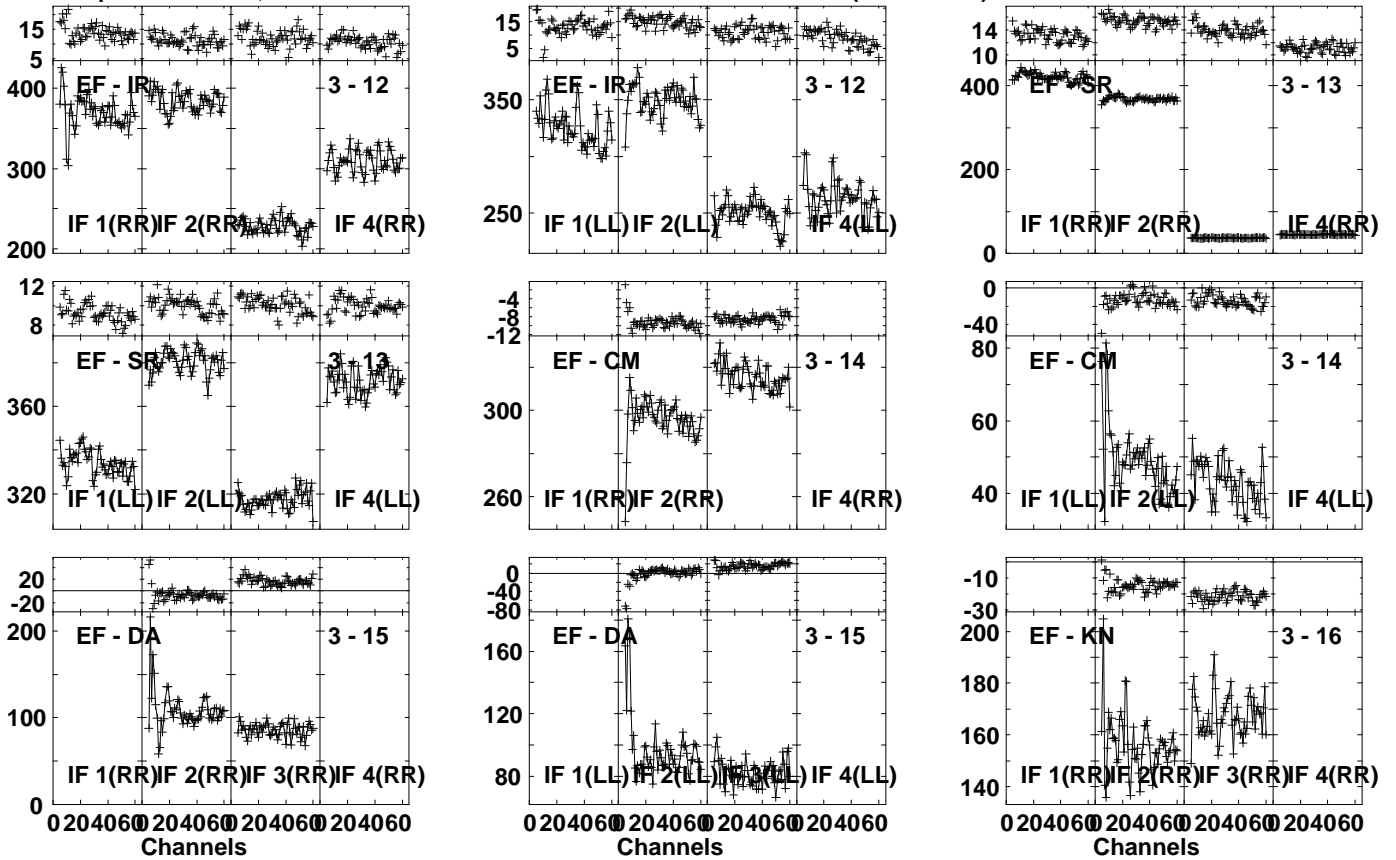 15 15 14
5 5 10
EF - IR 3 - 12 EF - IR 3 - 12 EF - SR 3 - 13
400 350 400
300 200
200 250 0
IF 1(RR) IF 2(RR) IF 4(RR) IF 1(LL) IF 2(LL) IF 4(LL) IF 1(RR) IF 2(RR) IF 4(RR)
12 -4 0
8 -8 -40
-12
EF - SR 3 - 13 EF - CM 3 - 14 EF - CM 3 - 14
360 300 80
320 260 60
40
IF 1(LL) IF 2(LL) IF 4(LL) IF 1(RR) IF 2(RR) IF 4(RR) IF 1(LL) IF 2(LL) IF 4(LL)
20 0 -10
-20 -40 -30
-80
EF - DA 3 - 15 EF - DA 3 - 15 EF - KN 3 - 16
200 160 200
100 120 180
0 80 160
140
IF 1(RR) IF 2(RR) IF 3(RR) IF 4(RR) IF 1(LL) IF 2(LL) IF 3(LL) IF 4(LL) IF 1(RR) IF 2(RR) IF 3(RR) IF 4(RR)
0 20 40 60 0 20 40 60 0 20 40 60 0 20 40 60 0 20 40 60 0 20 40 60 0 20 40 60 0 20 40 60 0 20 40 60 0 20 40 60 0 20 40 60 0 20 40 60
Channels Channels Channels